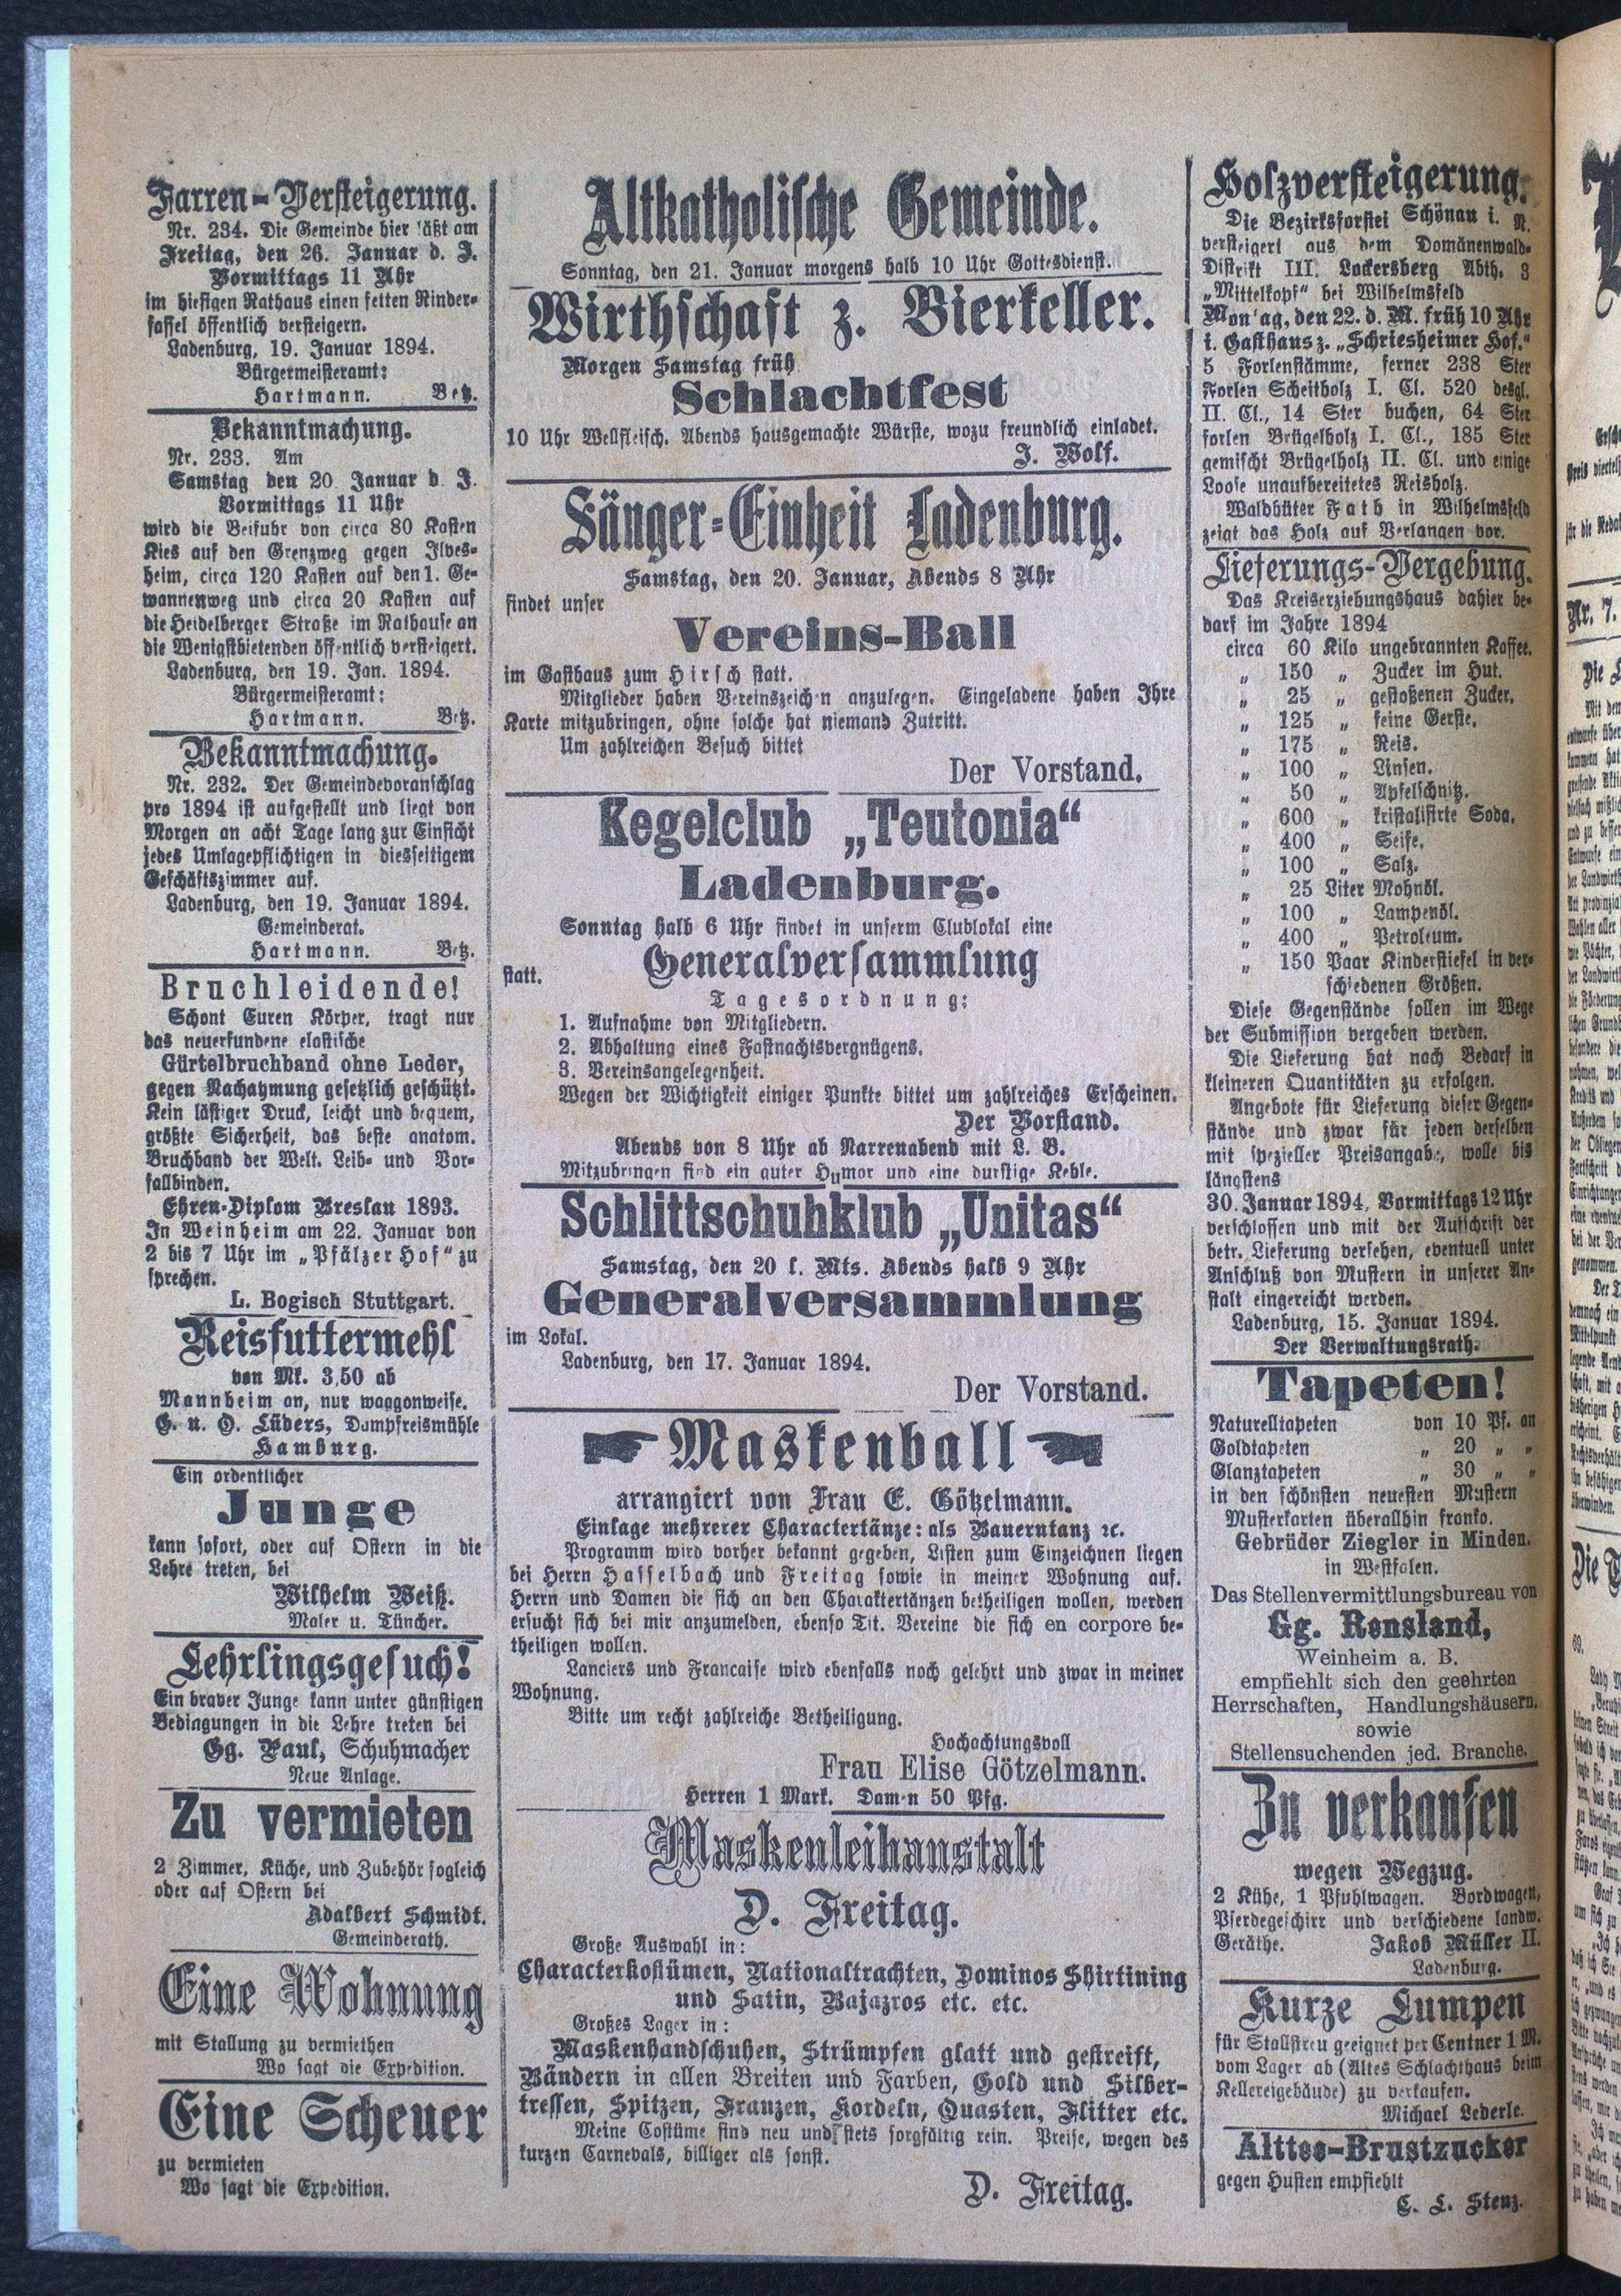 Farren-Versteigerung.
Nr. 234. Die Gemeinde hier läßt am
Freitag, den 26. Januar d. J.
Vormittags 11 Uhr
im hiesigen Rathaus einen fetten Rinder-
fassel öffentlich versteigern.
Ladenburg, 19. Januar 1894.
Bürgermeisteramt:
Hartmann. Betz.
Bekanntmachung.
Nr. 233. Am
Samstag den 20. Januar d. J.
Vormittags 11 Uhr
wird die Beifuhr von circa 80 Kasten
Kies auf den Grenzweg gegen Ilves-
heim, circa 120 Kasten auf den 1. Ge-
wannenweg und circa 20 Kasten auf
die Heidelberger Straße im Rathause an
die Wenigstbietenden öffentlich versteigert.
Ladenburg, den 19. Jan. 1894.
Bürgermeisteramt:
Hartmann. Betz.
Bekanntmachung.
Nr. 232. Der Gemeindevoranschlag
pro 1894 ist aufgestellt und liegt von
Morgen an acht Tage lang zur Einsicht
jedes Umlagepflichtigen in diesseitigem
Geschäftszimmer auf.
Ladenburg, den 19. Januar 1894.
Gemeinderat.
Hartmann. Betz.
Bruchleidende!
Schont Euren Körper, tragt nur
das neuerfundene elastische
Gürtelbruchband ohne Leder,
gegen Nachahmung gesetzlich geschützt.
Kein lästiger Druck, leicht und bequem,
größte Sicherheit, das beste anatom.
Bruchband der Welt. Leib- und Vor-
fallbinden.
Ehren-Diplom Breslau 1893.
In Weinheim am 22. Januar von
2 bis 7 Uhr im „Pfälzer Hof“ zu
sprechen.
L. Bogisch Stuttgart.
Reisfuttermehl
von Mk. 3,50 ab
Mannheim an, nur waggonweise.
G. u. O. Lüders, Dampfreismühle
Hamburg.
Ein ordentlicher
Junge
kann sofort, oder auf Ostern in die
Lehre treten, bei
Wilhelm Weiß.
Maler u. Tüncher.
Lehrlingsgesuch!
Ein braver Junge kann unter günstigen
Bedingungen in die Lehre treten bei
Gg. Paul, Schuhmacher
Neue Anlage.
Zu vermieten
2 Zimmer, Küche, und Zubehör sogleich
oder auf Ostern bei
Adalbert Schmidt.
Gemeinderath.
Eine Wohnung
mit Stallung zu vermiethen
Wo sagt die Expedition.
Eine Scheuer
zu vermieten
Wo sagt die Expedition.
Altkatholische Gemeinde.
Sonntag, den 21. Januar morgens halb 10 Uhr Gottesdienst.
Wirthschaft z. Bierkeller.
Morgen Samstag früh
Schlachtfest
10 Uhr Wellfleisch. Abends hausgemachte Würste, wozu freundlich einladet.
J. Wolf.
Sänger-Einheit Ladenburg.
Samstag, den 20. Januar, Abends 8 Uhr
findet unser
Vereins-Ball
im Gasthaus zum Hirsch statt.
Mitglieder haben Vereinszeichen anzulegen. Eingeladene haben Ihre
Karte mitzubringen, ohne solche hat niemand Zutritt.
Um zahlreichen Besuch bittet
Der Vorstand.
Kegelclub „Teutonia“
Ladenburg.
Sonntag halb 6 Uhr findet in unserm Clublokal eine
Generalversammlung
statt.
Tagesordnung:
1. Aufnahme von Mitgliedern.
2. Abhaltung eines Fastnachtsvergnügens.
3. Vereinsangelegenheit.
Wegen der Wichtigkeit einiger Punkte bittet um zahlreiches Erscheinen.
Der Vorstand.
Abends von 8 Uhr ab Narrenabend mit L. B.
Mitzubringen sind ein guter Humor und eine durstige Kehle.
Schlittschuhklub „Unitas“
Samstag, den 20 l. Mts. Abends halb 9 Uhr
Generalversammlung
im Lokal.
Ladenburg, den 17. Januar 1894.
Der Vorstand.
Maskenball
arrangiert von Frau E. Götzelmann.
Einlage mehrerer Charactertänze: als Bauerntanz ꝛc.
Programm wird vorher bekannt gegeben, Listen zum Einzeichnen liegen
bei Herrn Hasselbach und Freitag sowie in meiner Wohnung auf.
Herrn und Damen die sich an den Charaktertänzen betheiligen wollen, werden
ersucht sich bei mir anzumelden, ebenso Tit. Vereine die sich en corpore be-
theiligen wollen.
Lanciers und Francaise wird ebenfalls noch gelehrt und zwar in meiner
Wohnung.
Bitte um recht zahlreiche Betheiligung.
Hochachtungsvoll
Frau Elise Götzelmann.
Herren 1 Mark. Damen 50 Pfg.
Maskenleihanstalt
D. Freitag.
Große Auswahl in:
Characterkostümen, Nationaltrachten, Dominos Shirtining
und Satin, Bajazros etc. etc.
Großes Lager in:
Maskenhandschuhen, Strümpfen glatt und gestreift,
Bändern in allen Breiten und Farben, Gold und Silber-
tressen, Spitzen, Franzen, Kordeln, Quasten, Flitter etc.
Meine Costüme sind neu und stets sorgfältig rein. Preise, wegen des
kurzen Carnevals, billiger als sonst.
D. Freitag.
Holzversteigerung.
Die Bezirksforstei Schönau i. N.
versteigert aus dem Domänenwald-
Distrikt III. Lackersberg Abth. 3
„Mittelkopf“ bei Wilhelmsfeld
Montag, den 22. d. M. früh 10 Uhr
i. Gasthaus z. „Schriesheimer Hof.“
5 Forlenstämme, ferner 238 Ster
Forlen Scheitholz I. Cl. 520 desgl.
II. Cl., 14 Ster buchen, 64 Ster
forlen Brügelholz I. Cl., 185 Ster
gemischt Brügelholz II. Cl. und einige
Loose unaufbereitetes Reisholz.
Waldhüter Fath in Wilhelmsfeld
zeigt das Holz auf Verlangen vor.
Lieferungs-Vergebung.
Das Kreiserziehungshaus dahier be-
darf im Jahre 1894
circa 60 Kilo ungebrannten Kaffee.
„ 150 „ Zucker im Hut.
„ 25 „ gestoßenen Zucker.
„ 125 „ feine Gerste.
„ 175 „ Reis.
„ 100 „ Linsen.
„ 50 „ Apfelschnitz.
„ 600 „ kristalisirte Soda.
„ 400 „ Seife.
„ 100 „ Salz.
„ 25 Liter Mohnöl.
„ 100 „ Lampenöl.
„ 400 „ Petroleum.
„ 150 Paar Kinderstiefel in ver-
schiedenen Größen.
Diese Gegenstände sollen im Wege
der Submission vergeben werden.
Die Lieferung hat nach Bedarf in
kleineren Quantitäten zu erfolgen.
Angebote für Lieferung dieser Gegen-
stände und zwar für jeden derselben
mit spezieller Preisangabe, wolle bis
längstens
30. Januar 1894, Vormittags 12 Uhr
verschlossen und mit der Aufschrift der
betr. Lieferung versehen, eventuell unter
Anschluß von Mustern in unserer An-
stalt eingereicht werden.
Ladenburg, 15. Januar 1894.
Der Verwaltungsrath.
Tapeten!
Naturelltapeten von 10 Pf. an
Goldtapeten „ 20 „ „
Glanztapeten „ 30 „ „
in den schönsten neuesten Mustern
Musterkarten überallhin franko.
Gebrüder Ziegler in Minden.
in Westfalen.
Das Stellenvermittlungsbureau von
Gg. Rensland,
Weinheim a. B.
empfiehlt sich den geehrten
Herrschaften, Handlungshäusern,
sowie
Stellensuchenden jed. Branche.
Zu verkaufen
wegen Wegzug.
2 Kühe, 1 Pfuhlwagen. Bordwagen,
Pferdegeschirr und verschiedene landw.
Geräthe. Jakob Müller II.
Ladenburg.
Kurze Lumpen
für Stallstreu geeignet per Centner 1 M.
vom Lager ab (Altes Schlachthaus beim
Kellereigebäude) zu verkaufen.
Michael Lederle.
Alttee-Brustzucker
gegen Husten empfiehlt
C. L. Stenz.
Nr. 7.